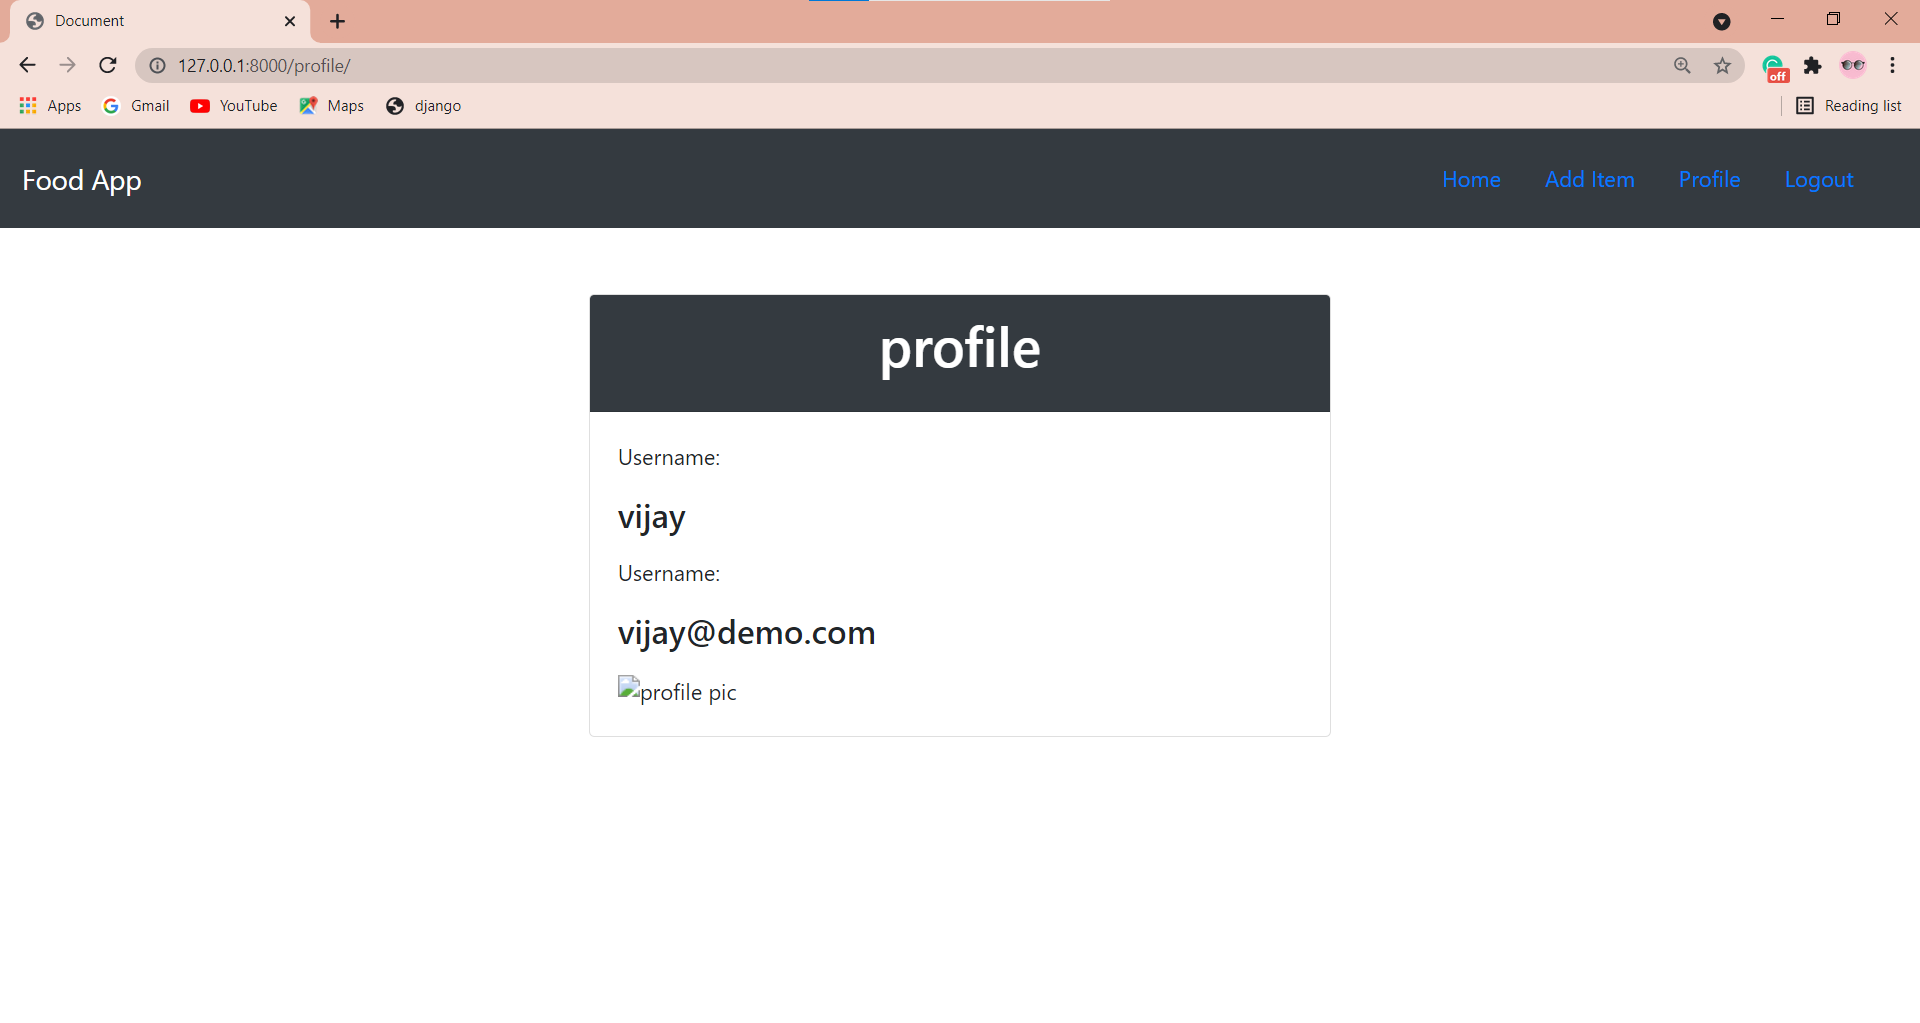 Document
127.0.0.1:8000/profile/
off
Apps Gmail YouTube Maps django Reading list
Food App Home Add Item Profile Logout
profile
Username:
vijay
Username:
vijay@demo.com
profile pic